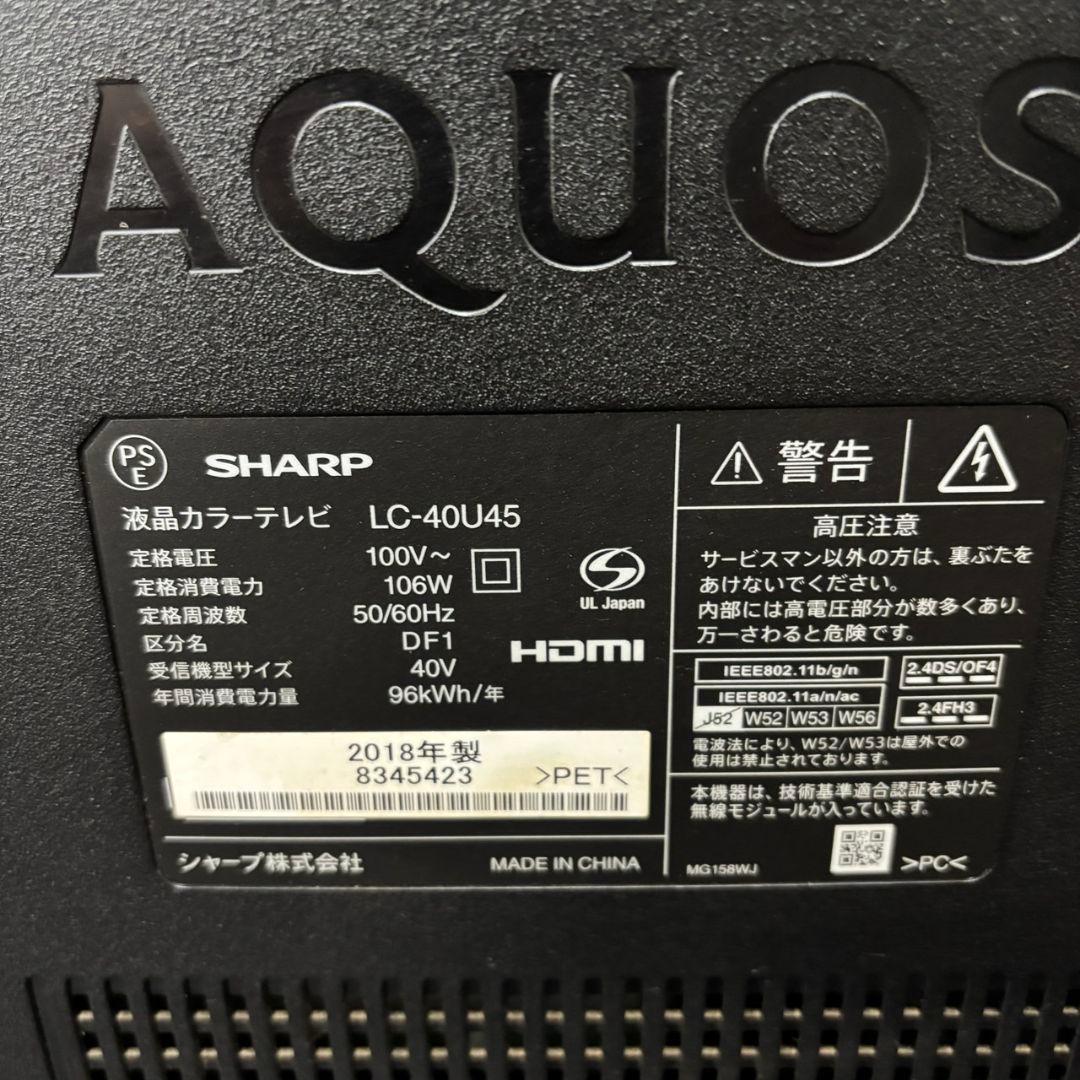 AQUOS
PSE
SHARP
液晶カラーテレビ LC-40U45
定格電圧 100V~
定格消費電力 106W
定格周波数 50/60Hz
区分名 DF1
受信機型サイズ 40V
年間消費電力量 96kWh/年
UL Japan
HDMI
2018年製
8345423 >PET<
シャープ株式会社 MADE IN CHINA
警告
高圧注意
サービスマン以外の方は、裏ぶたを
あけないでください。
内部には高電圧部分が数多くあり、
万一さわると危険です。
IEEE802.11b/g/n
IEEE802.11a/n/ac
J52 W52 W53 W56
2.4DS/OF4
2.4FH3
電波法により、W52/W53は屋外での
使用は禁止されております。
本機器は、技術基準適合認証を受けた
無線モジュールが入っています。
MG158WJ >PC<